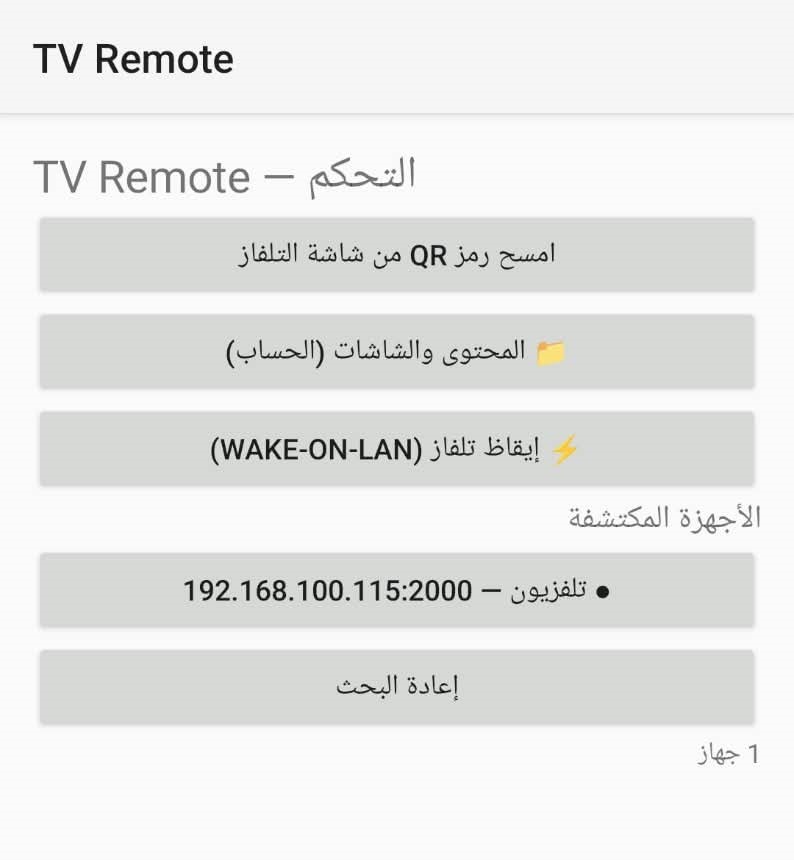 TV Remote
TV Remote — التحكم
امسح رمز QR من شاشة التلفاز
📁 المحتوى والشاشات (الحساب)
⚡ إيقاظ تلفاز (WAKE-ON-LAN)
الأجهزة المكتشفة
● تلفزيون — 192.168.100.115:2000
إعادة البحث
1 جهاز